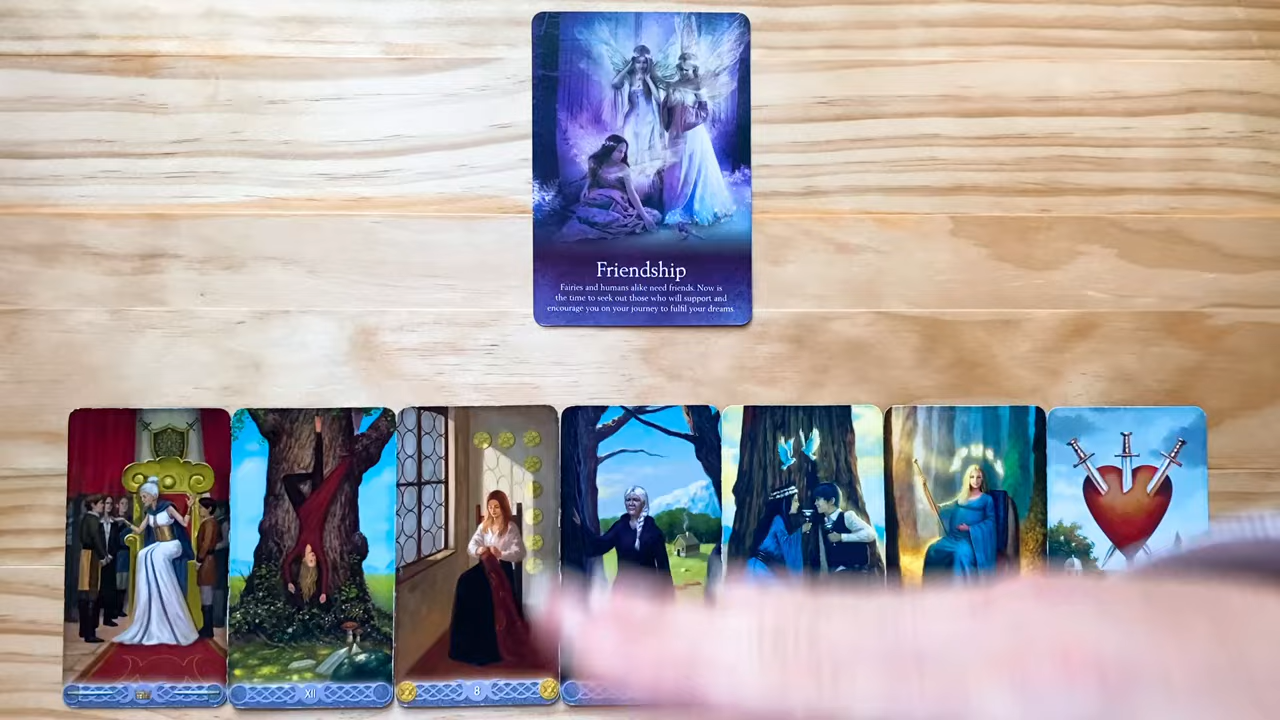 Friendship
Fairies and humans alike need friends. Now is
the time to seek out those who will support and
encourage you on your journey to fulfil your dreams.
XII
8